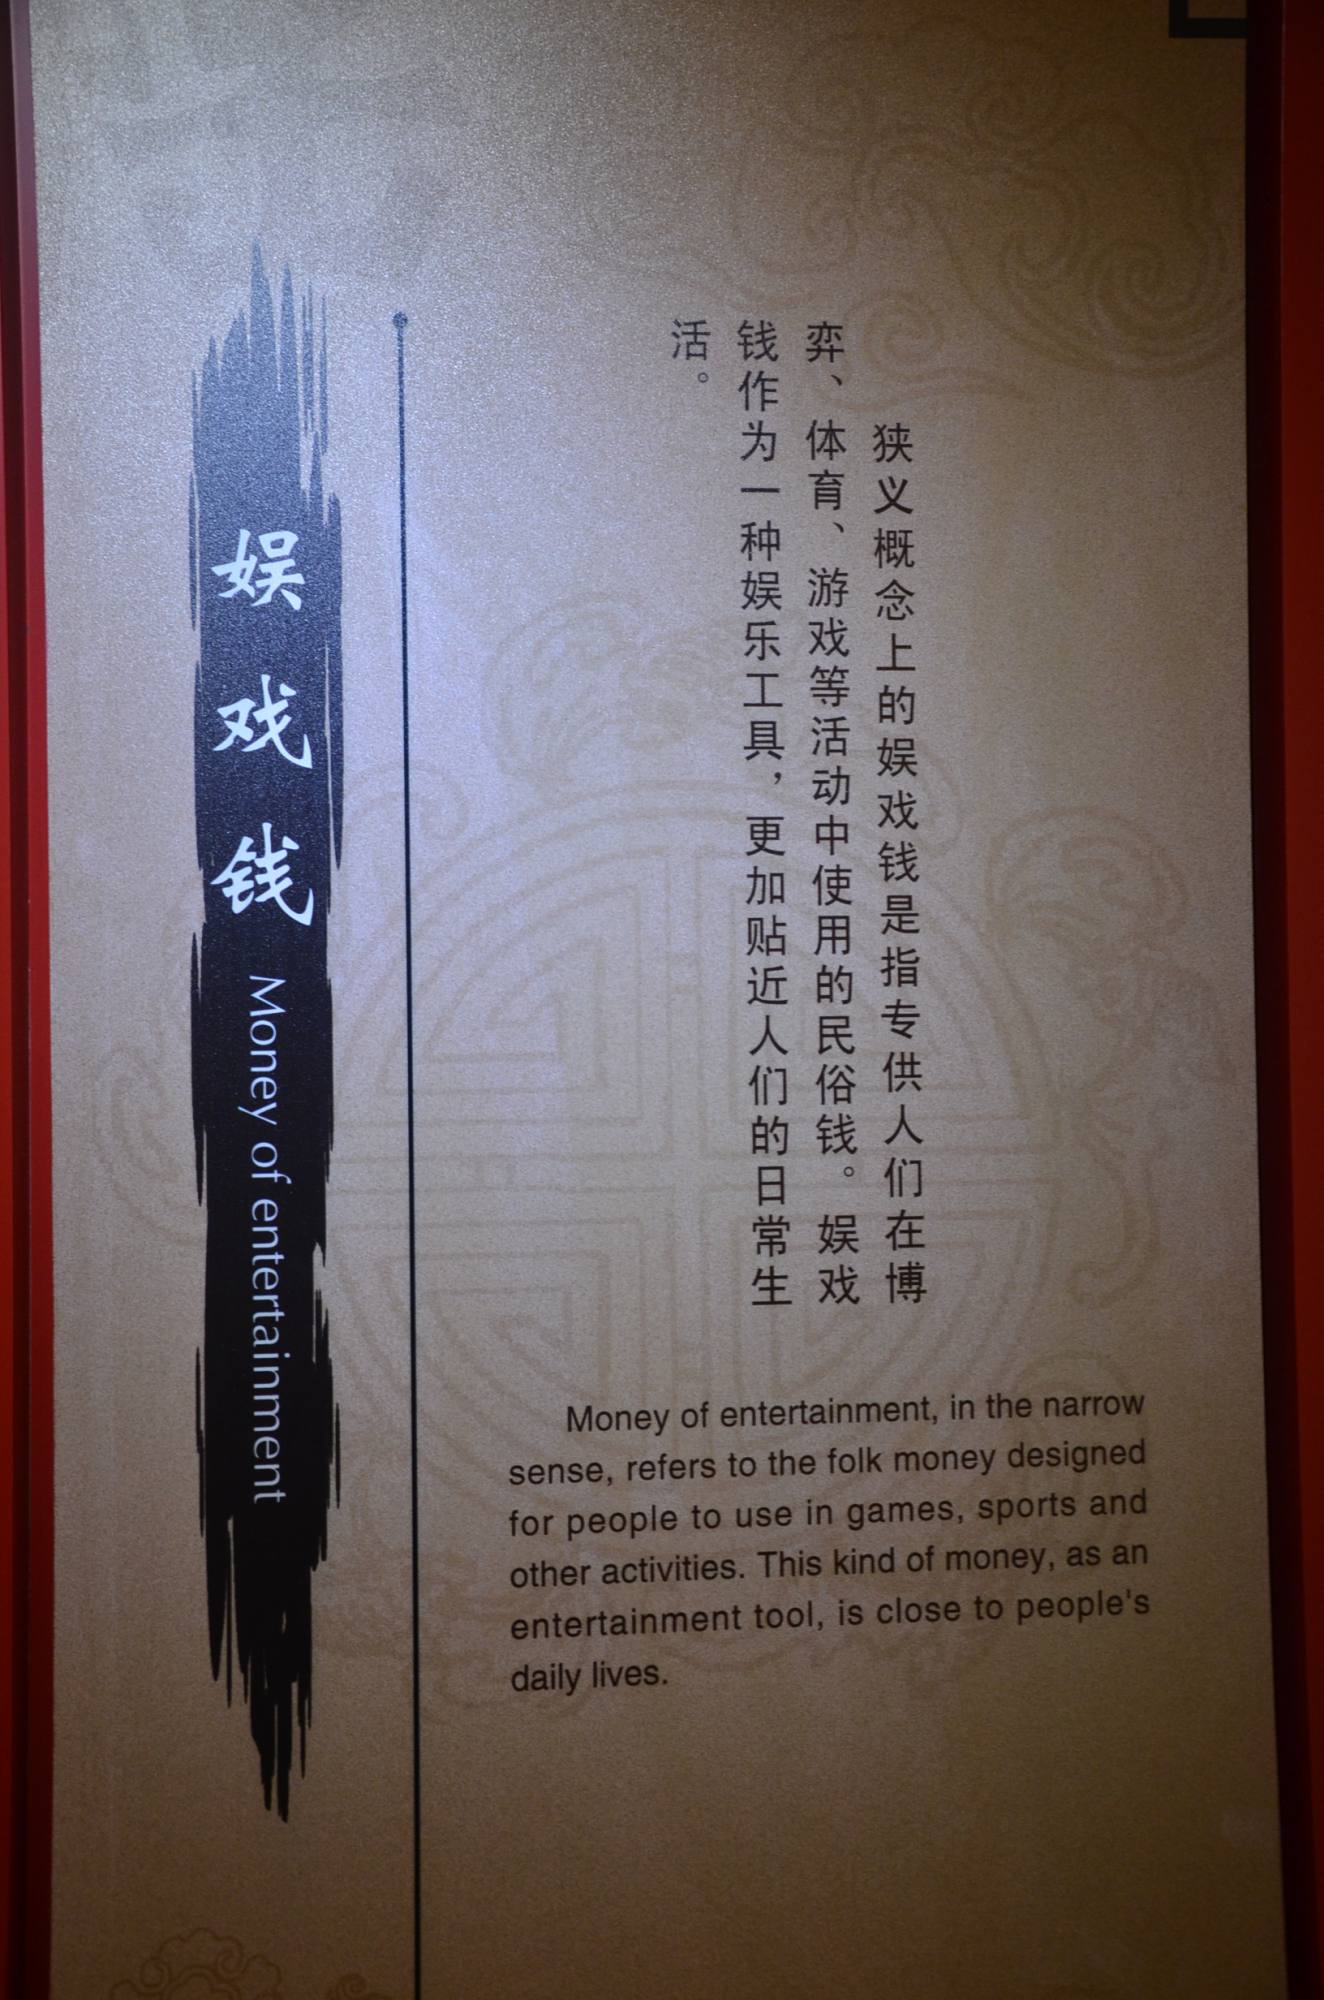 娱戏钱
Money of entertainment
狭义概念上的娱戏钱是指专供人们在博
弈、体育、游戏等活动中使用的民俗钱。娱戏
钱作为一种娱乐工具，更加贴近人们的日常生
活。
Money of entertainment, in the narrow
sense, refers to the folk money designed
for people to use in games, sports and
other activities. This kind of money, as an
entertainment tool, is close to people's
daily lives.